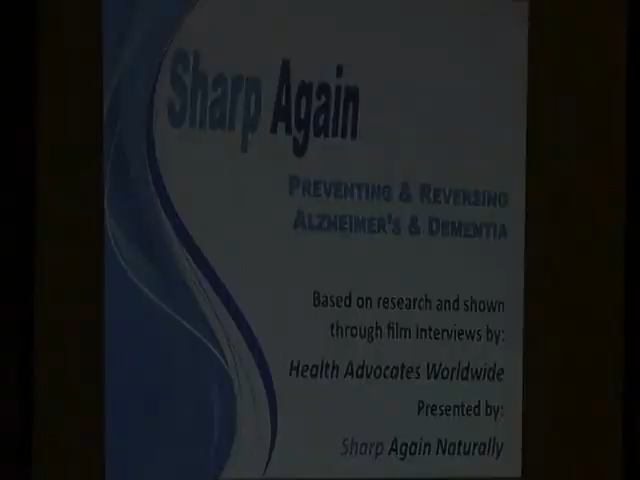 Sharp Again
PREVENTING & REVERSING
ALZHEIMER'S & DEMENTIA
Based on research and shown
through film Interviews by:
Health Advocates Worldwide
Presented by:
Sharp Again Naturally